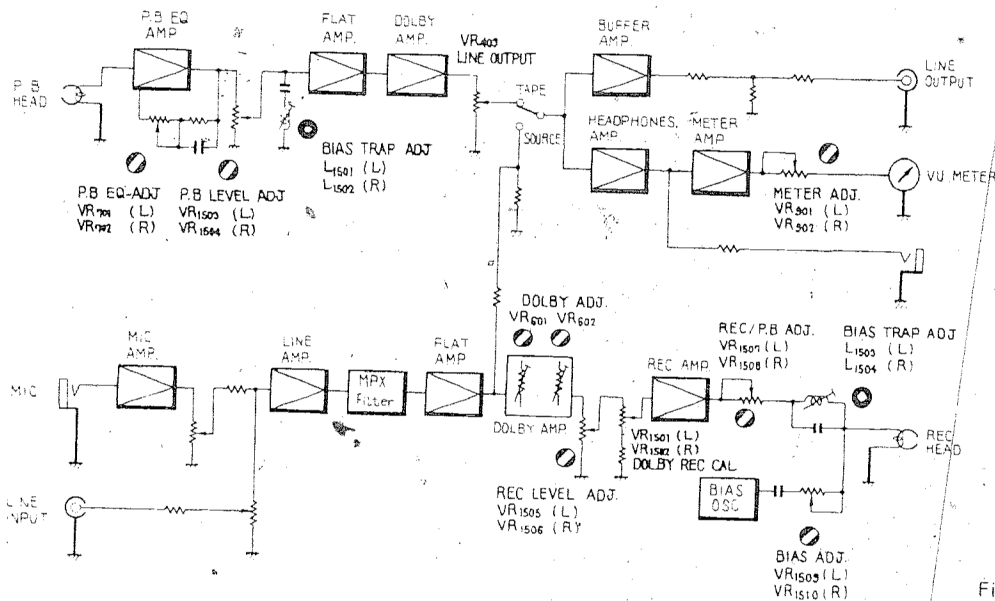 P.B EQ
AMP
P.B
HEAD
P.B EQ-ADJ
VR701 (L)
VR702 (R)
P.B LEVEL ADJ
VR1503 (L)
VR1504 (R)
FLAT
AMP.
DOLBY
AMP.
BIAS TRAP ADJ
L1501 (L)
L1502 (R)
VR403
LINE OUTPUT
TAPE
SOURCE
BUFFER
AMP.
LINE
OUTPUT
HEADPHONES
AMP.
METER
AMP
METER ADJ.
VR901 (L)
VR902 (R)
VU METER
MIC
MIC
AMP.
LINE
INPUT
LINE
AMP.
MPX
Filter
FLAT
AMP
DOLBY ADJ.
VR601 VR602
DOLBY AMP.
REC LEVEL ADJ.
VR1505 (L)
VR1506 (R)
REC AMP.
VR1501 (L)
VR1502 (R)
DOLBY REC CAL
REC/P.B ADJ.
VR1507 (L)
VR1508 (R)
BIAS TRAP ADJ
L1503 (L)
L1504 (R)
REC
HEAD
BIAS
OSC
BIAS ADJ
VR1509 (L)
VR1510 (R)
Fi